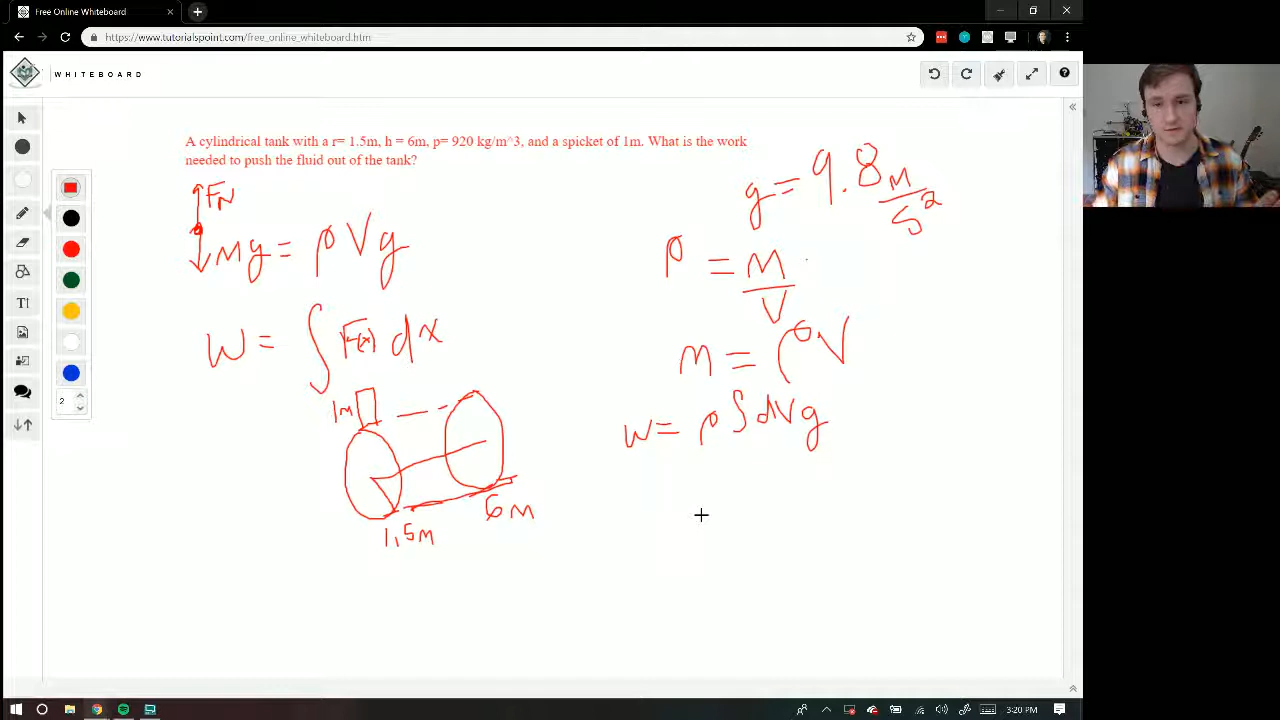 Free Online Whiteboard
https://www.tutorialspoint.com/free_online_whiteboard.htm
WHITEBOARD
A cylindrical tank with a r= 1.5m, h = 6m, p= 920 kg/m^3, and a spicket of 1m. What is the work
needed to push the fluid out of the tank?
FN
mg = ρVg
W = ∫F(x) dx
1m
6m
1.5m
g = 9.8 m/s²
ρ = m/V
m = ρV
w = ρ∫dVg
TI
2
3:20 PM